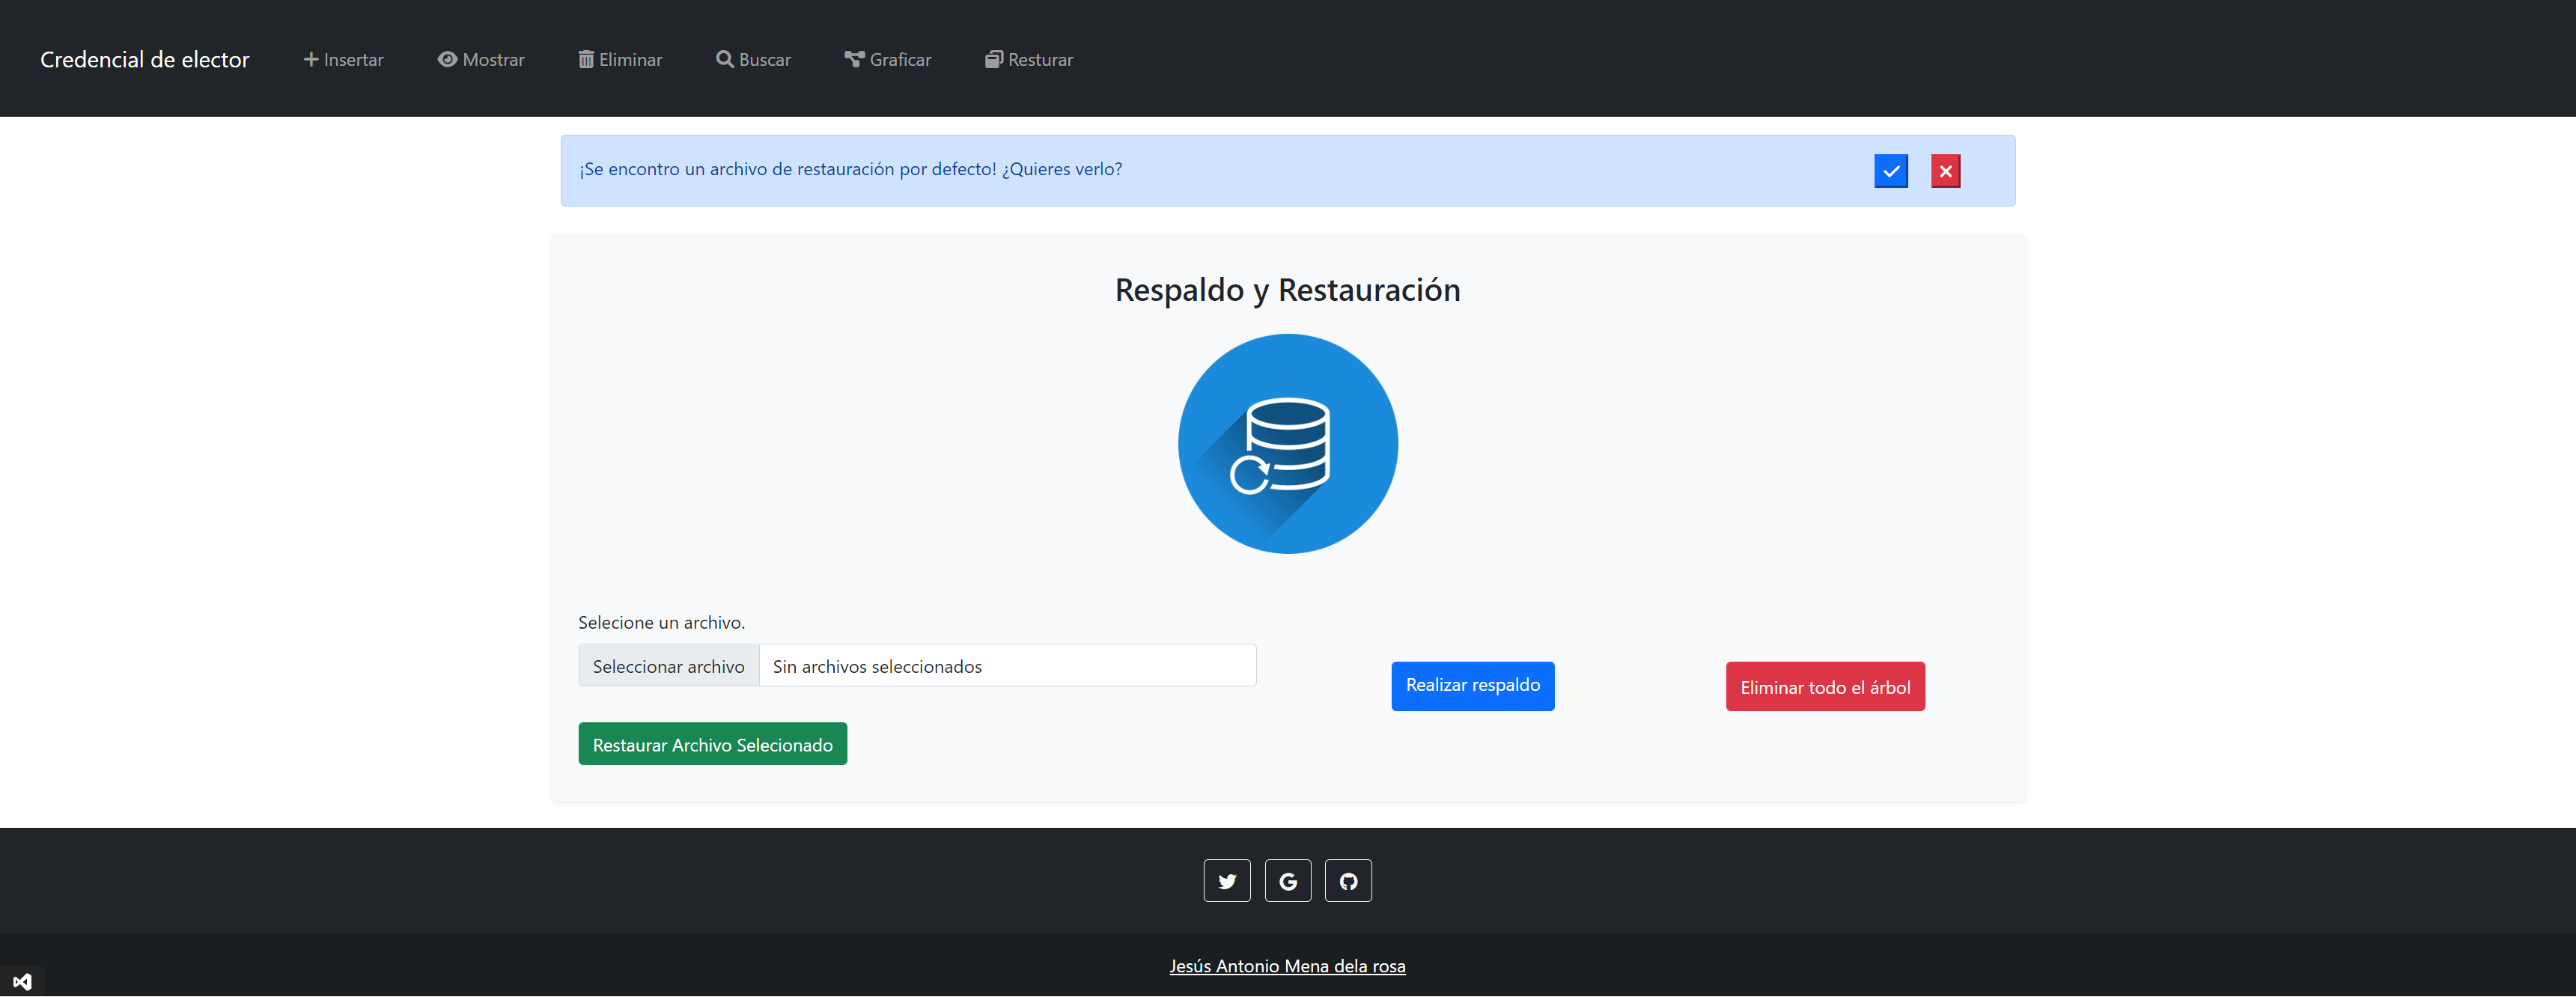 Credencial de elector
Insertar
Mostrar
Eliminar
Buscar
Graficar
Resturar
¡Se encontro un archivo de restauración por defecto! ¿Quieres verlo?
Respaldo y Restauración
Selecione un archivo.
Seleccionar archivo
Sin archivos seleccionados
Realizar respaldo
Eliminar todo el árbol
Restaurar Archivo Selecionado
Jesús Antonio Mena dela rosa